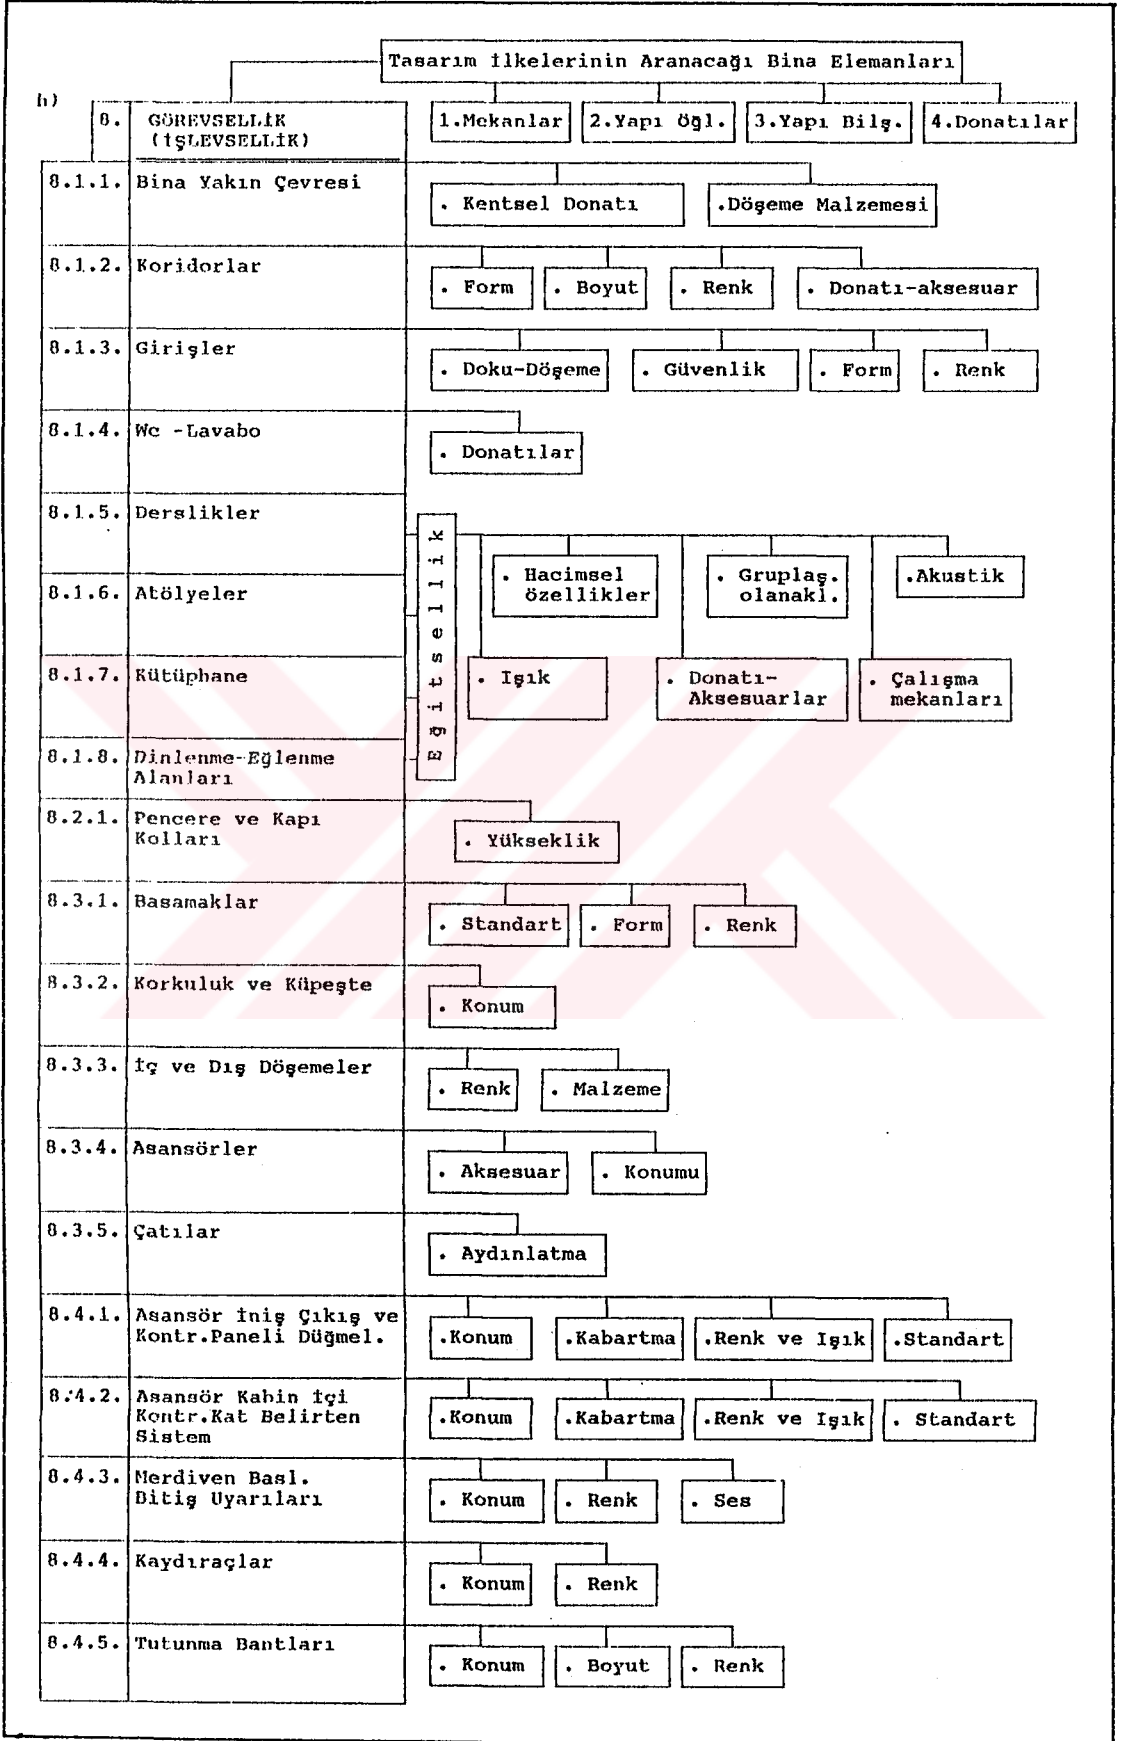 Tasarım İlkelerinin Aranacağı Bina Elemanları
h)
8. GÖREVSELLİK
(İŞLEVSELLİK)
1.Mekanlar 2.Yapı Öğl. 3.Yapı Bilş. 4.Donatılar
8.1.1. Bina Yakın Çevresi
. Kentsel Donatı .Döşeme Malzemesi
8.1.2. Koridorlar
. Form . Boyut . Renk . Donatı-aksesuar
8.1.3. Girişler
. Doku-Döşeme . Güvenlik . Form . Renk
8.1.4. Wc -Lavabo
. Donatılar
8.1.5. Derslikler
Eğitsellik
. Hacimsel
özellikler
. Gruplaş.
olanakl.
.Akustik
8.1.6. Atölyeler
8.1.7. Kütüphane
. Işık
. Donatı-
Aksesuarlar
. Çalışma
mekanları
8.1.8. Dinlenme-Eğlenme
Alanları
8.2.1. Pencere ve Kapı
Kolları
. Yükseklik
8.3.1. Basamaklar
. Standart . Form . Renk
8.3.2. Korkuluk ve Küpeşte
. Konum
8.3.3. İç ve Dış Döşemeler
. Renk . Malzeme
8.3.4. Asansörler
. Aksesuar . Konumu
8.3.5. Çatılar
. Aydınlatma
8.4.1. Asansör İniş Çıkış ve
Kontr.Paneli Düğmel.
.Konum .Kabartma .Renk ve Işık .Standart
8.4.2. Asansör Kabin İçi
Kontr.Kat Belirten
Sistem
.Konum .Kabartma .Renk ve Işık . Standart
8.4.3. Merdiven Basl.
Bitiş Uyarıları
. Konum . Renk . Ses
8.4.4. Kaydıraçlar
. Konum . Renk
8.4.5. Tutunma Bantları
. Konum . Boyut . Renk